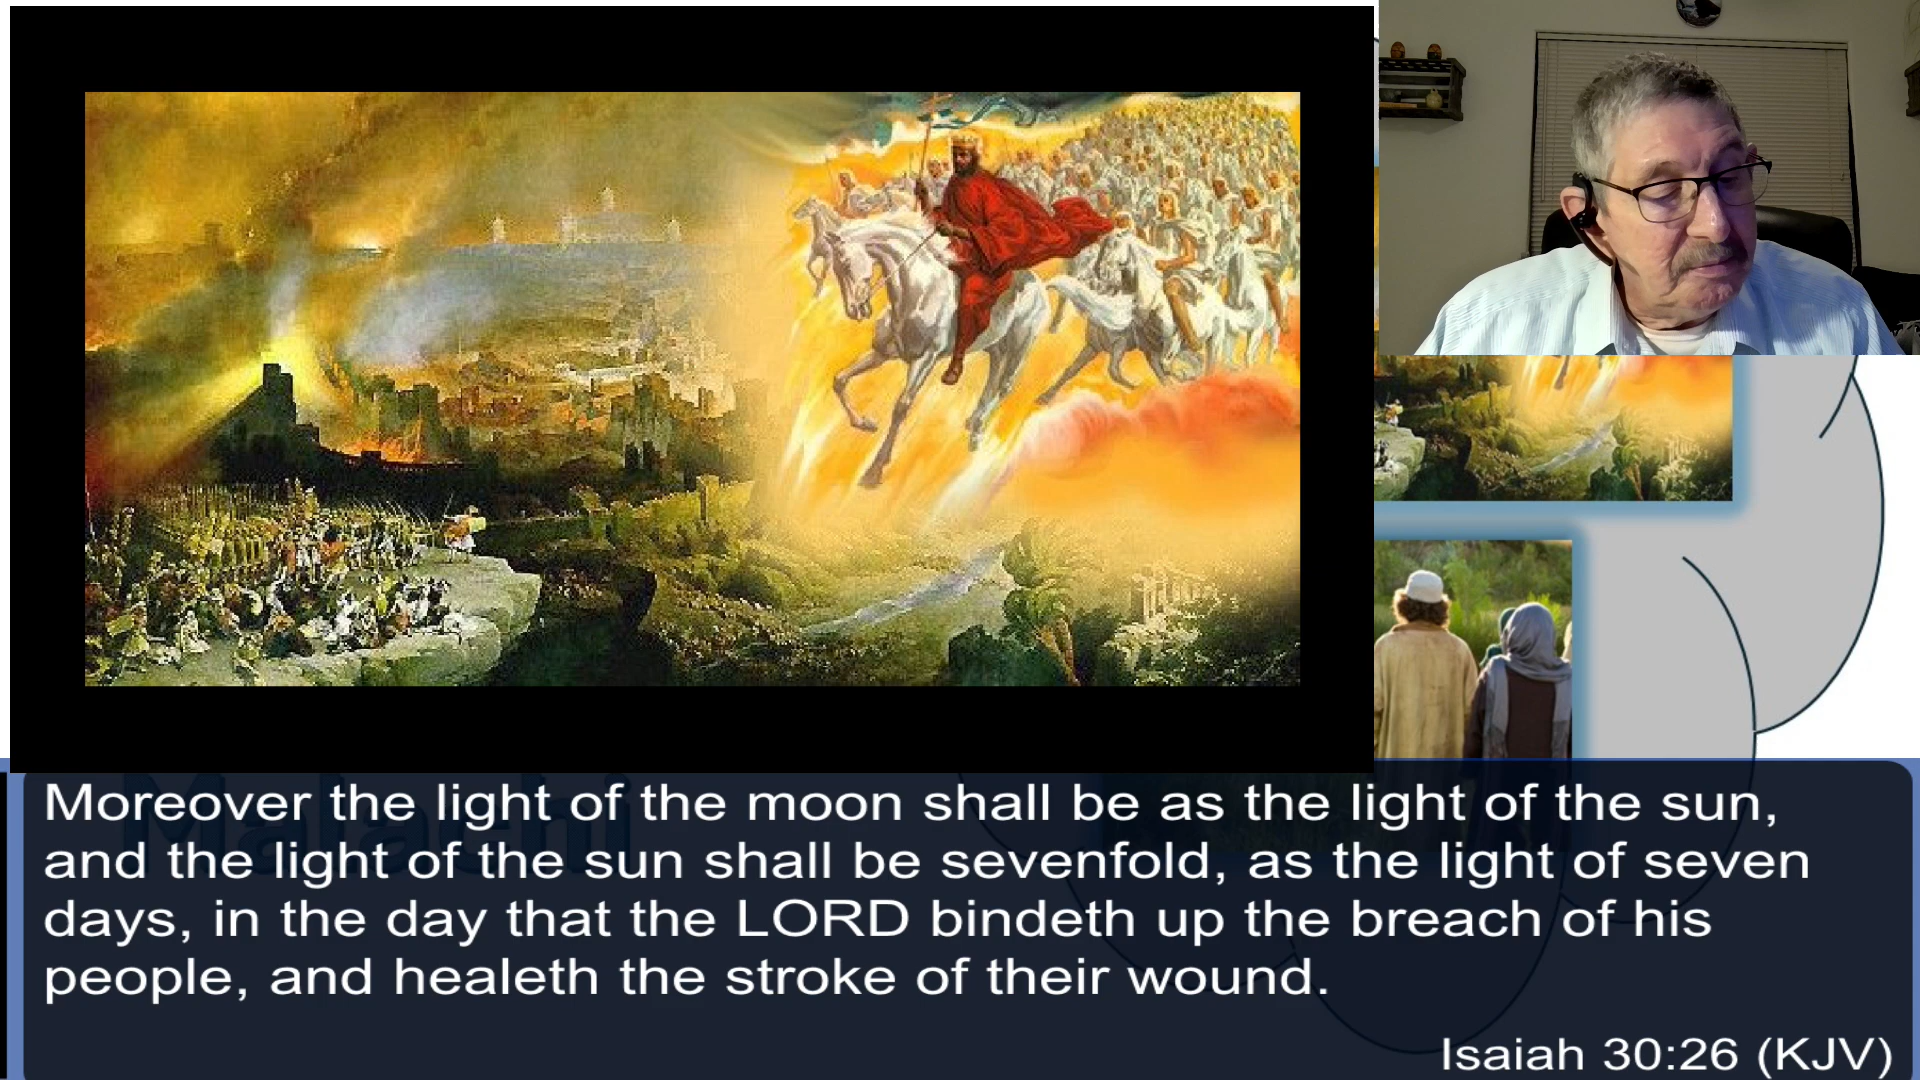 Malachi
Moreover the light of the moon shall be as the light of the sun,
and the light of the sun shall be sevenfold, as the light of seven
days, in the day that the LORD bindeth up the breach of his
people, and healeth the stroke of their wound.
Isaiah 30:26 (KJV)